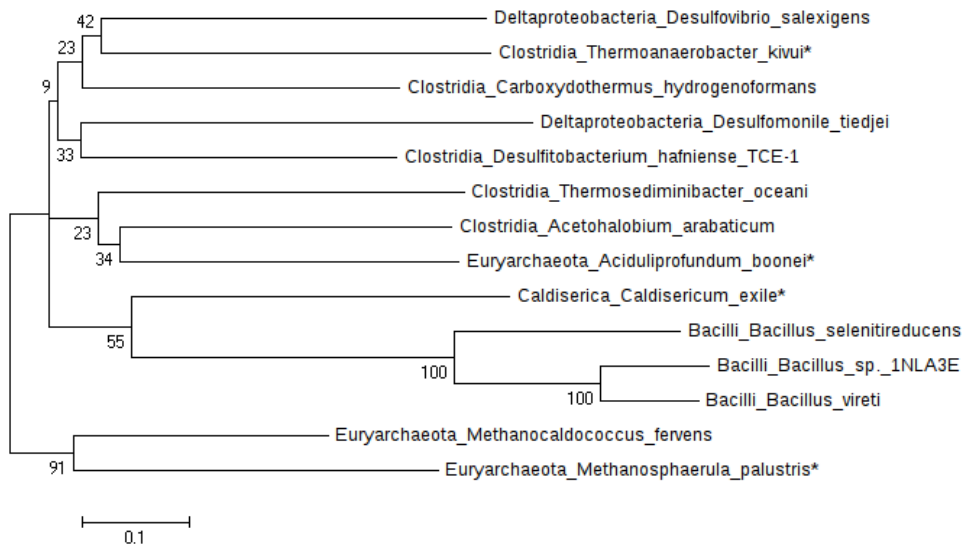 42
Deltaproteobacteria_Desulfovibrio_salexigens
23
Clostridia_Thermoanaerobacter_kivui*
9
Clostridia_Carboxydothermus_hydrogenoformans
Deltaproteobacteria_Desulfomonile_tiedjei
33
Clostridia_Desulfitobacterium_hafniense_TCE-1
Clostridia_Thermosediminibacter_oceani
23
Clostridia_Acetohalobium_arabaticum
34
Euryarchaeota_Aciduliprofundum_boonei*
Caldiserica_Caldisericum_exile*
55
Bacilli_Bacillus_selenitireducens
100
Bacilli_Bacillus_sp._1NLA3E
100
Bacilli_Bacillus_vireti
Euryarchaeota_Methanocaldococcus_fervens
91
Euryarchaeota_Methanosphaerula_palustris*
0.1